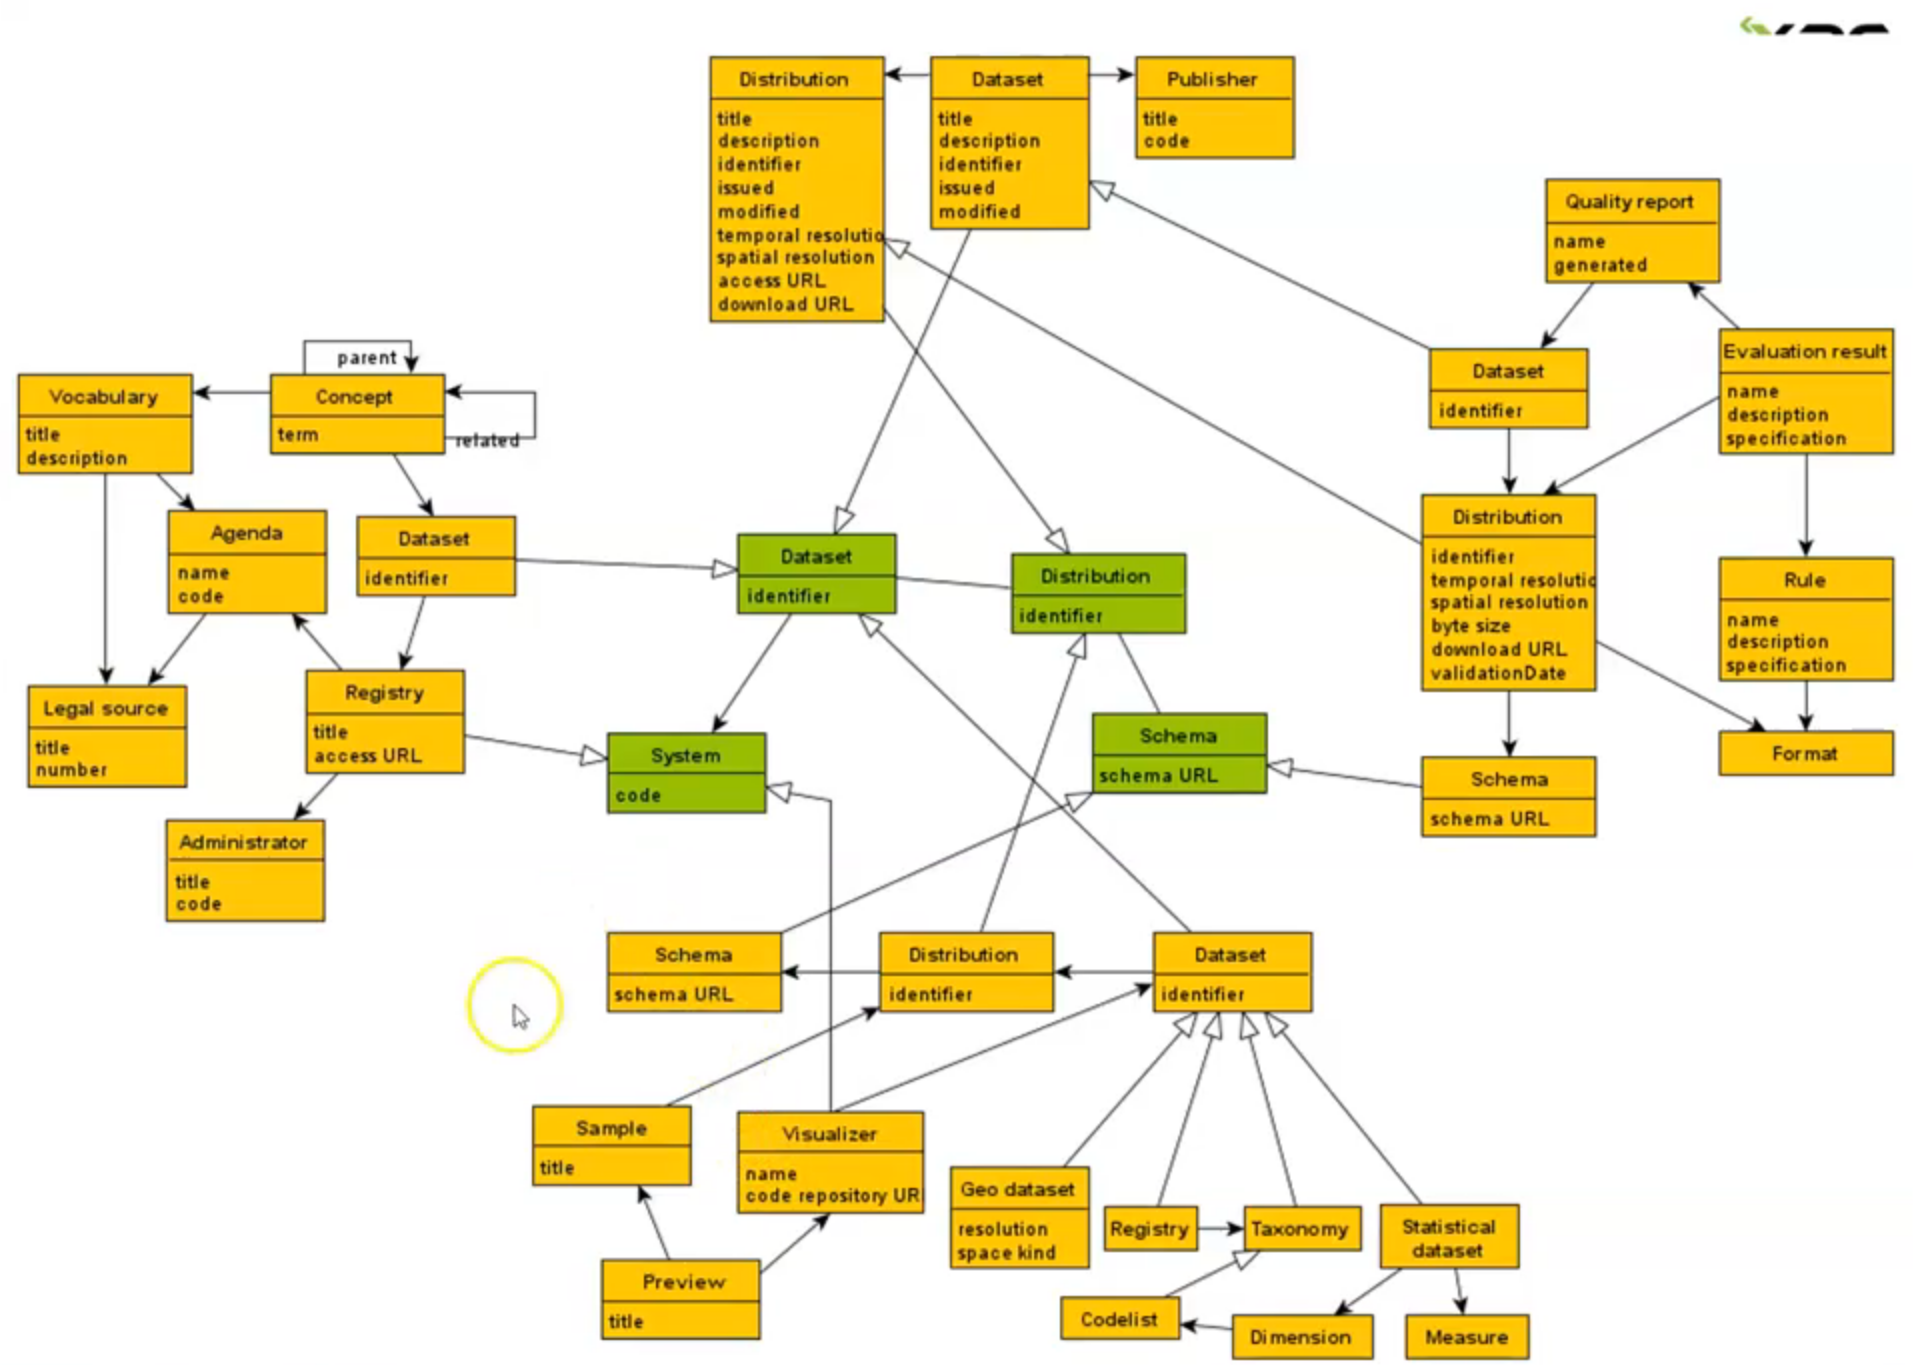 Distribution
title
description
identifier
issued
modified
temporal resolutio
spatial resolution
access URL
download URL
Dataset
title
description
identifier
issued
modified
Publisher
title
code
Quality report
name
generated
Evaluation result
name
description
specification
Dataset
identifier
parent
related
Vocabulary
title
description
Concept
term
Agenda
name
code
Dataset
identifier
Dataset
identifier
Distribution
identifier
Distribution
identifier
temporal resolutio
spatial resolution
byte size
download URL
validationDate
Rule
name
description
specification
Legal source
title
number
Registry
title
access URL
System
code
Schema
schema URL
Schema
schema URL
Format
Administrator
title
code
Schema
schema URL
Distribution
identifier
Dataset
identifier
Sample
title
Visualizer
name
code repository UR
Geo dataset
resolution
space kind
Registry
Taxonomy
Statistical
dataset
Preview
title
Codelist
Dimension
Measure